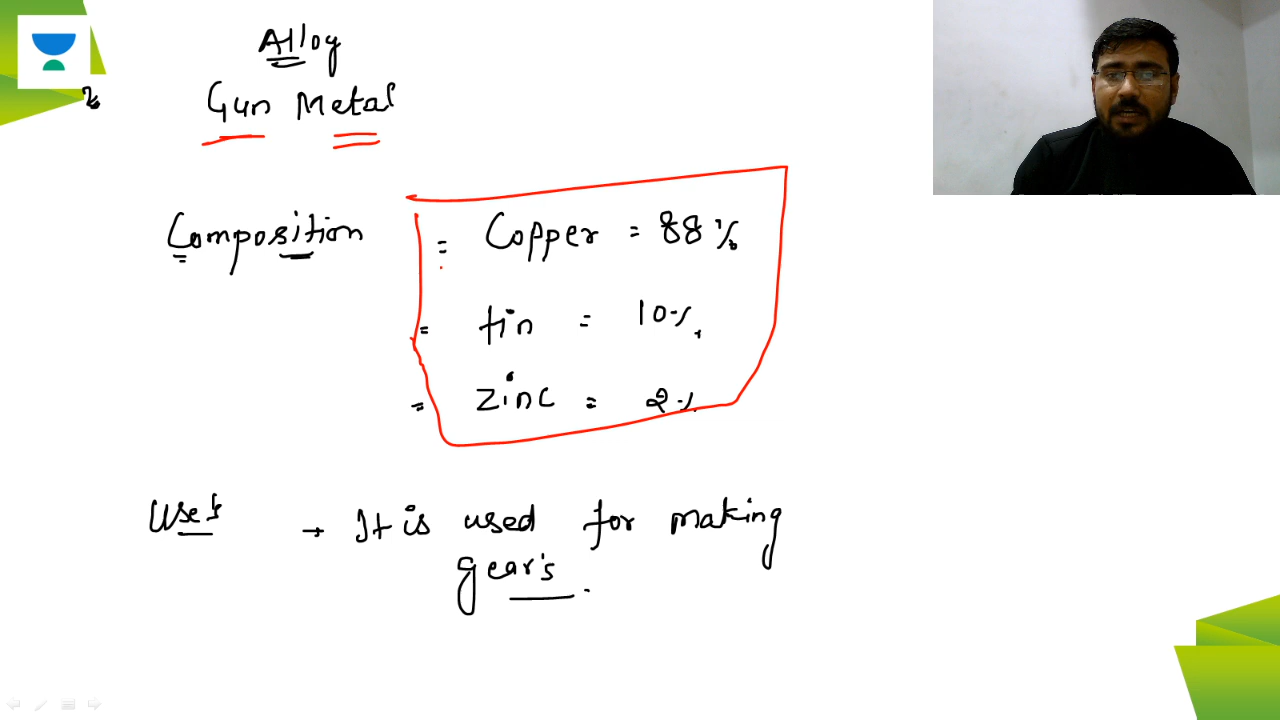 Alloy
Gun Metal
Composition = Copper = 88%
= tin = 10%
= Zinc = 2%
Uses → It is used for making
gear's.